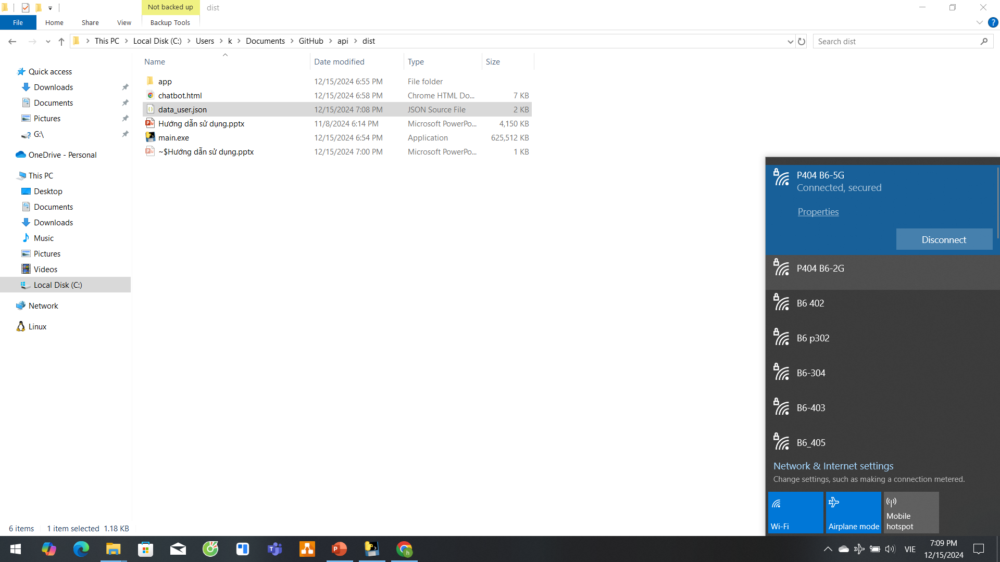 Not backed up
dist
File
Home
Share
View
Backup Tools
This PC > Local Disk (C:) > Users > k > Documents > GitHub > api > dist
Search dist
Name
Date modified
Type
Size
app
12/15/2024 6:55 PM
File folder
chatbot.html
12/15/2024 6:58 PM
Chrome HTML Do...
7 KB
data_user.json
12/15/2024 7:08 PM
JSON Source File
2 KB
Hướng dẫn sử dụng.pptx
11/8/2024 6:14 PM
Microsoft PowerPo...
4,150 KB
main.exe
12/15/2024 6:54 PM
Application
625,512 KB
~$Hướng dẫn sử dụng.pptx
12/15/2024 7:00 PM
Microsoft PowerPo...
1 KB
Quick access
Downloads
Documents
Pictures
G:\
OneDrive - Personal
This PC
Desktop
Documents
Downloads
Music
Pictures
Videos
Local Disk (C:)
Network
Linux
P404 B6-5G
Connected, secured
Properties
Disconnect
P404 B6-2G
B6 402
B6 p302
B6-304
B6-403
B6_405
Network & Internet settings
Change settings, such as making a connection metered.
Wi-Fi
Airplane mode
Mobile
hotspot
6 items
1 item selected 1.18 KB
VIE
7:09 PM
12/15/2024